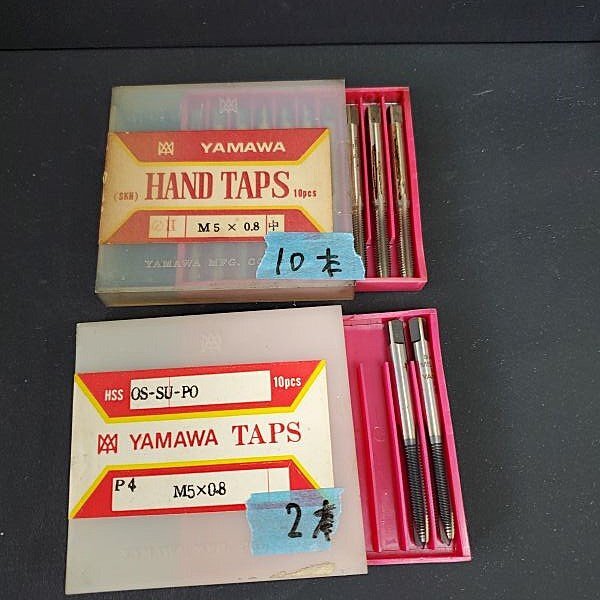 YAMAWA
(SKH) HAND TAPS 10pcs
M5 × 0.8 中
10本
YAMAWA MFG. CO
HSS OS-SU-PO 10pcs
YAMAWA TAPS
P4 M5×0.8
2本